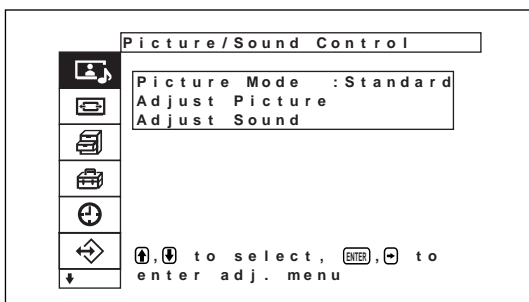 Picture/Sound Control
Picture Mode :Standard
Adjust Picture
Adjust Sound
↑,↓ to select, ENTER,→ to
enter adj. menu